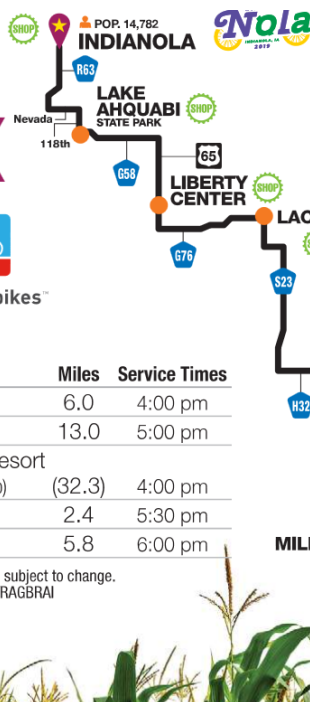 SHOP
POP. 14,782
INDIANOLA
Nola
INDIANOLA, IA
2019
R63
LAKE
AHQUABI
STATE PARK
SHOP
Nevada
118th
G58
65
LIBERTY
CENTER
SHOP
LAC
G76
S23
bikes™
H32
Miles Service Times
6.0 4:00 pm
13.0 5:00 pm
esort
) (32.3) 4:00 pm
2.4 5:30 pm
5.8 6:00 pm
MIL
subject to change.
RAGBRAI